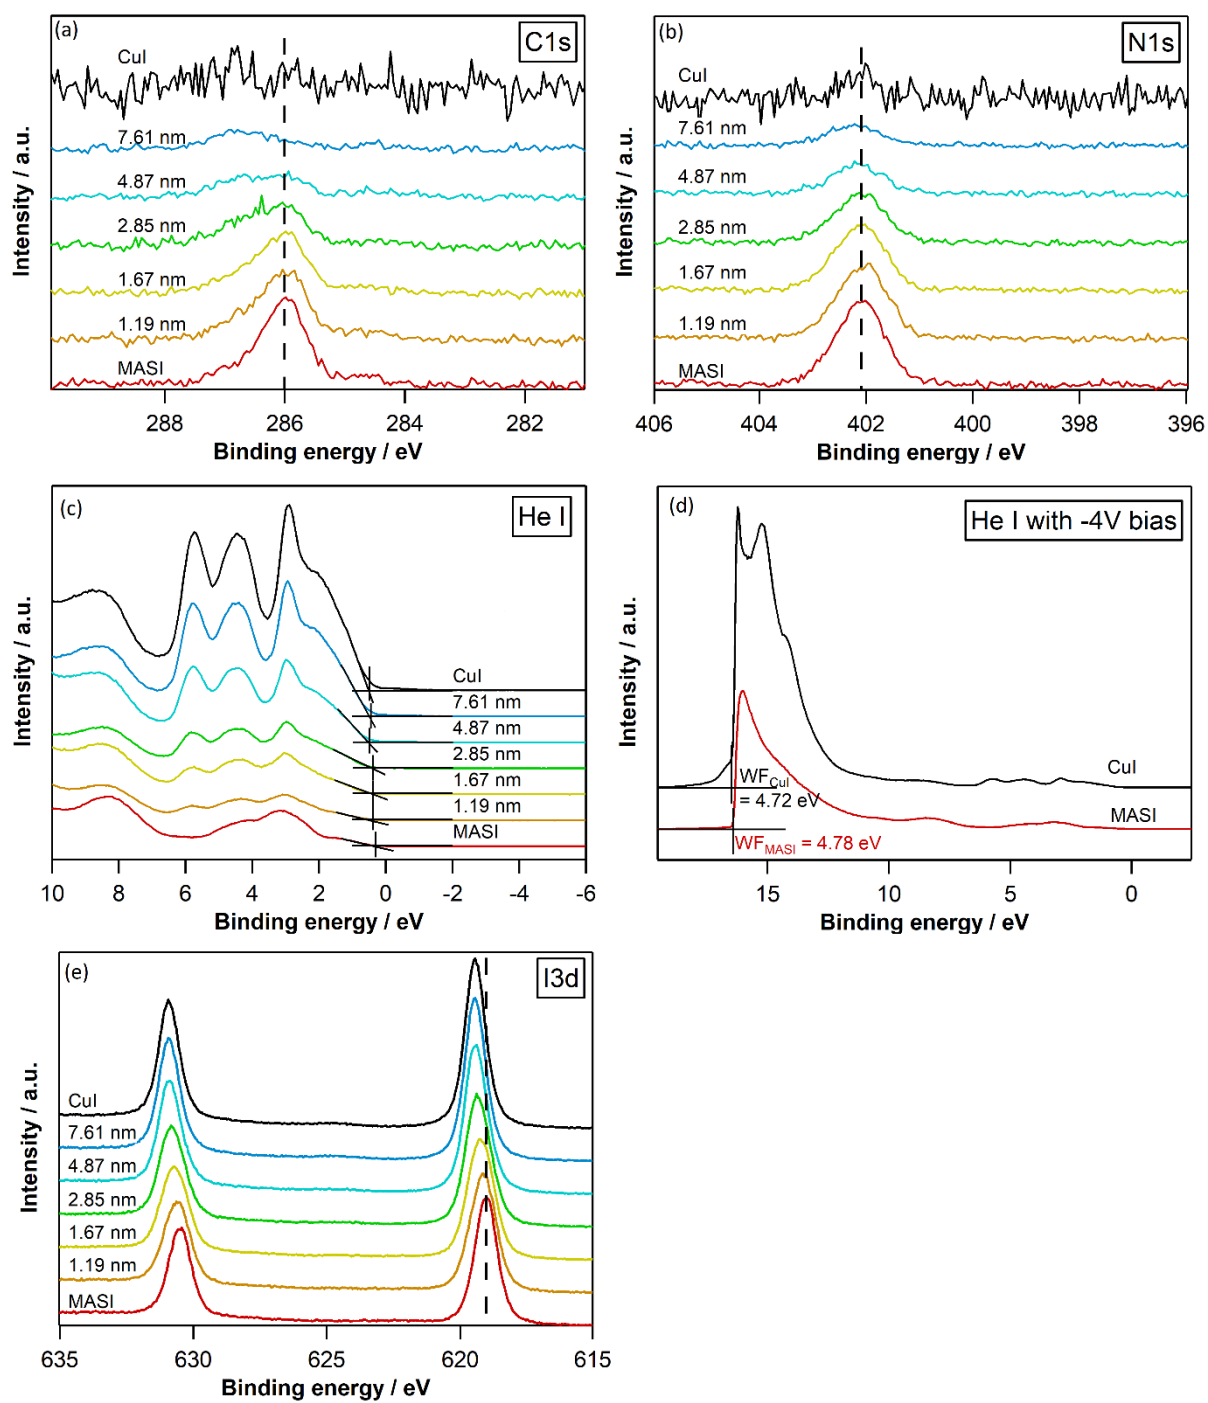 (a)
C1s
CuI
7.61 nm
4.87 nm
2.85 nm
1.67 nm
1.19 nm
MASI
Intensity / a.u.
288 286 284 282
Binding energy / eV
(b)
N1s
CuI
7.61 nm
4.87 nm
2.85 nm
1.67 nm
1.19 nm
MASI
Intensity / a.u.
406 404 402 400 398 396
Binding energy / eV
(c)
He I
CuI
7.61 nm
4.87 nm
2.85 nm
1.67 nm
1.19 nm
MASI
Intensity / a.u.
10 8 6 4 2 0 -2 -4 -6
Binding energy / eV
(d)
He I with -4V bias
CuI
WFCuI
= 4.72 eV
MASI
WFMASI = 4.78 eV
Intensity / a.u.
15 10 5 0
Binding energy / eV
(e)
I3d
CuI
7.61 nm
4.87 nm
2.85 nm
1.67 nm
1.19 nm
MASI
Intensity / a.u.
635 630 625 620 615
Binding energy / eV